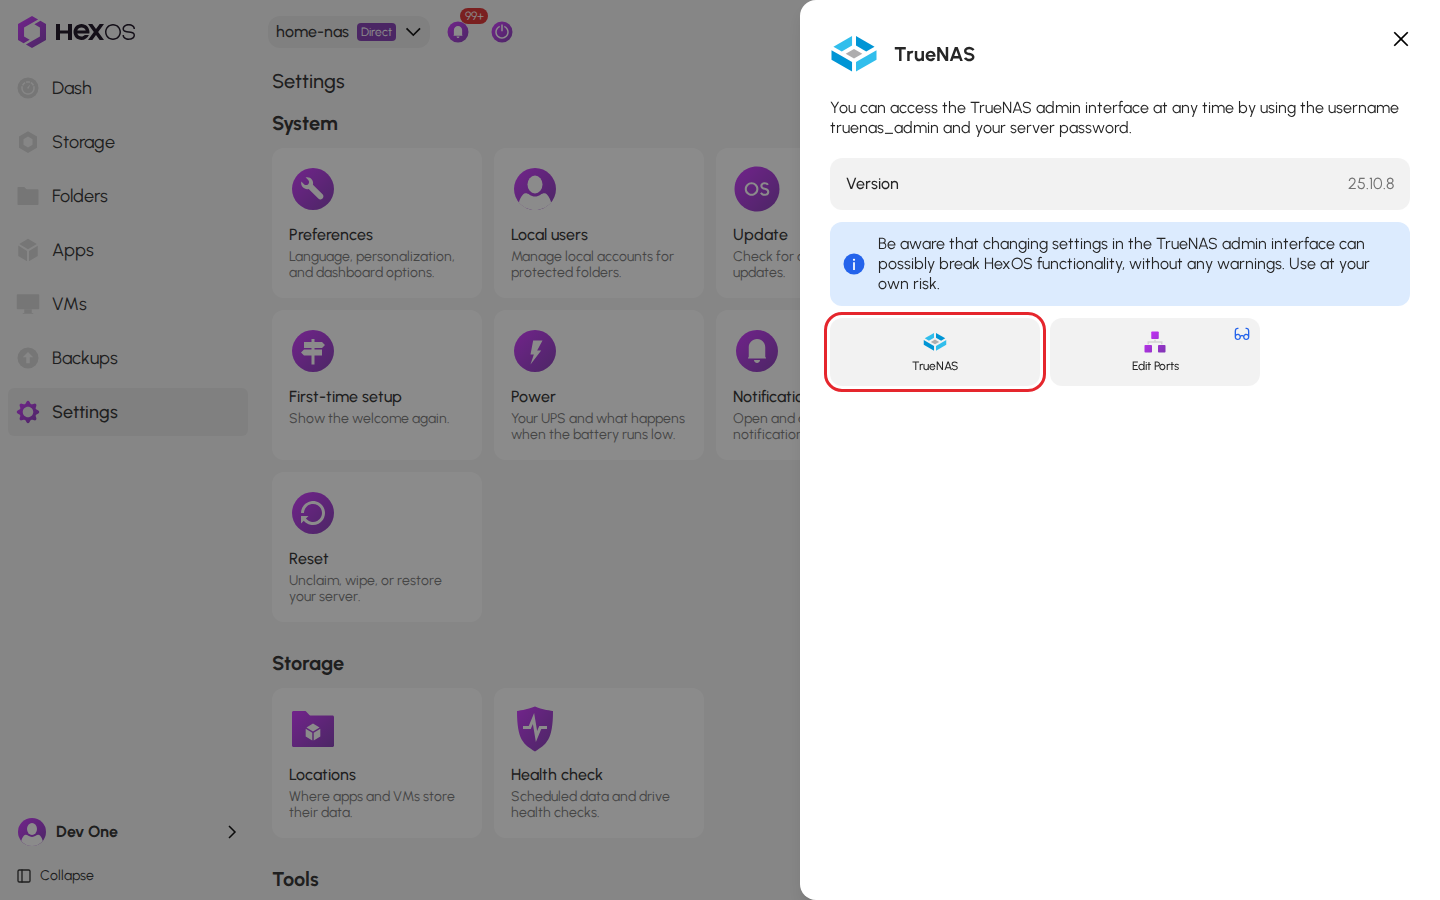 HexOS
home-nas
Direct
99+
Dash
Storage
Folders
Apps
VMs
Backups
Settings
Dev One
Collapse
Settings
System
Preferences
Language, personalization,
and dashboard options.
Local users
Manage local accounts for
protected folders.
Update
Check for
updates.
First-time setup
Show the welcome again.
Power
Your UPS and what happens
when the battery runs low.
Open and
Reset
Unclaim, wipe, or restore
your server.
Storage
Locations
Where apps and VMs store
their data.
Health check
Scheduled data and drive
health checks.
Tools
TrueNAS
You can access the TrueNAS admin interface at any time by using the username
truenas_admin and your server password.
Version
25.10.8
Be aware that changing settings in the TrueNAS admin interface can
possibly break HexOS functionality, without any warnings. Use at your
own risk.
TrueNAS
Edit Ports